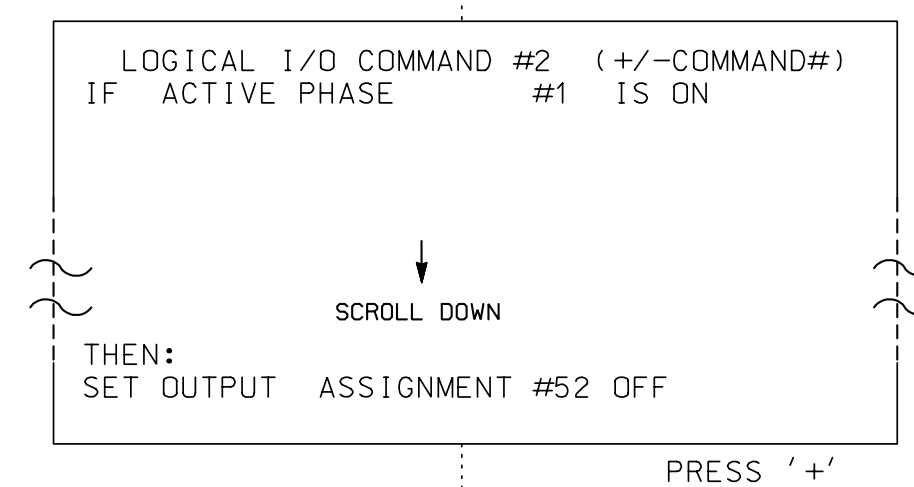 LOGICAL I/O COMMAND #2 (+/-COMMAND#)
IF ACTIVE PHASE #1 IS ON
SCROLL DOWN
THEN:
SET OUTPUT ASSIGNMENT #52 OFF
PRESS '+'